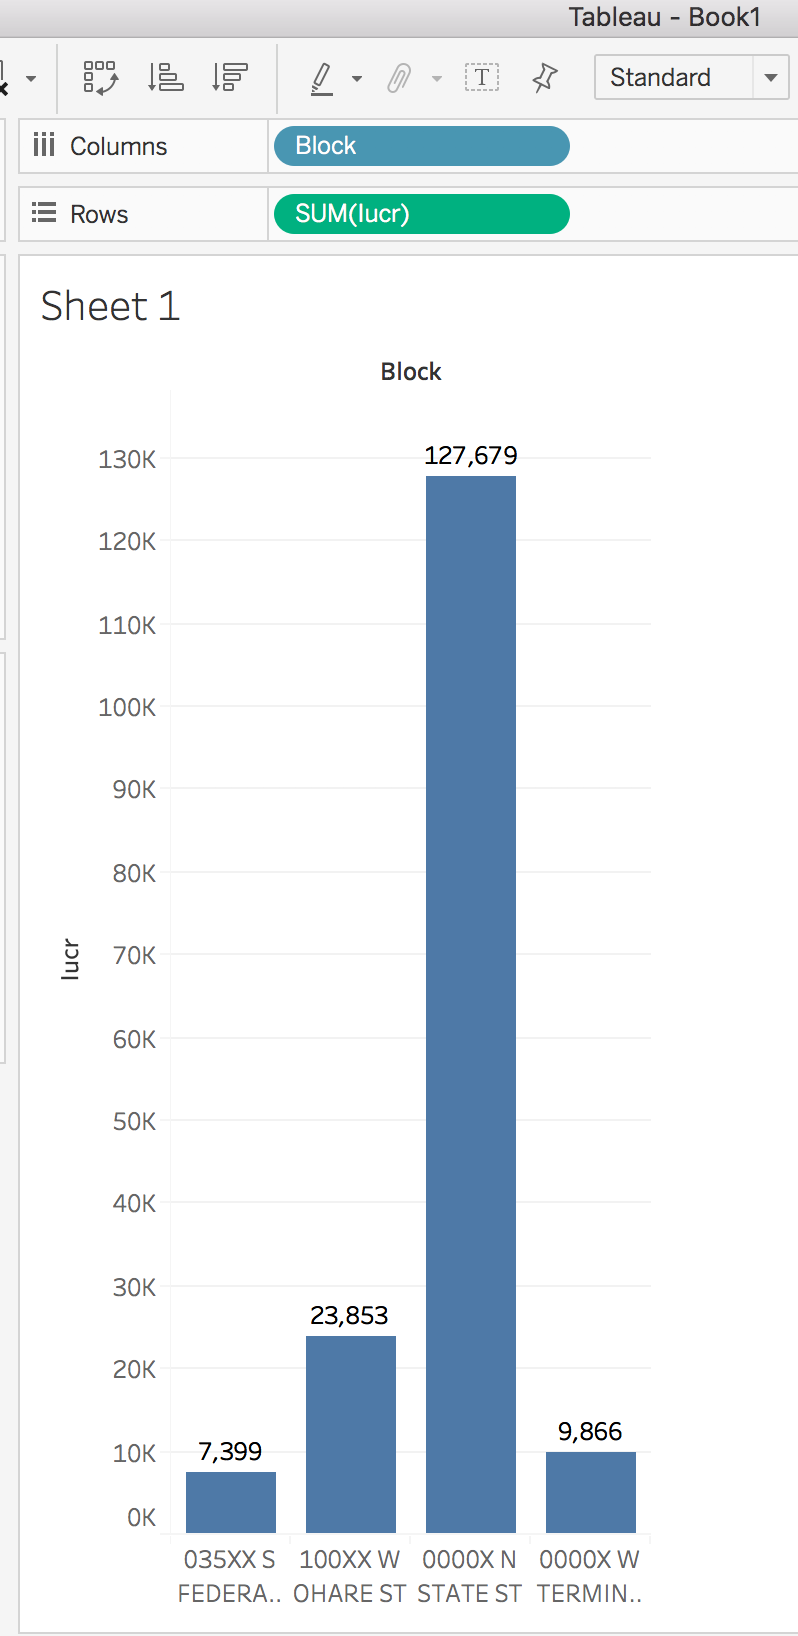 Tableau - Book1
T
Standard
Columns
Block
Rows
SUM(Iucr)
Sheet 1
Block
130K
127,679
120K
110K
100K
90K
80K
70K
60K
50K
40K
30K
23,853
20K
10K
7,399
9,866
0K
Iucr
035XX S
FEDERA..
100XX W
OHARE ST
0000X N
STATE ST
0000X W
TERMIN..